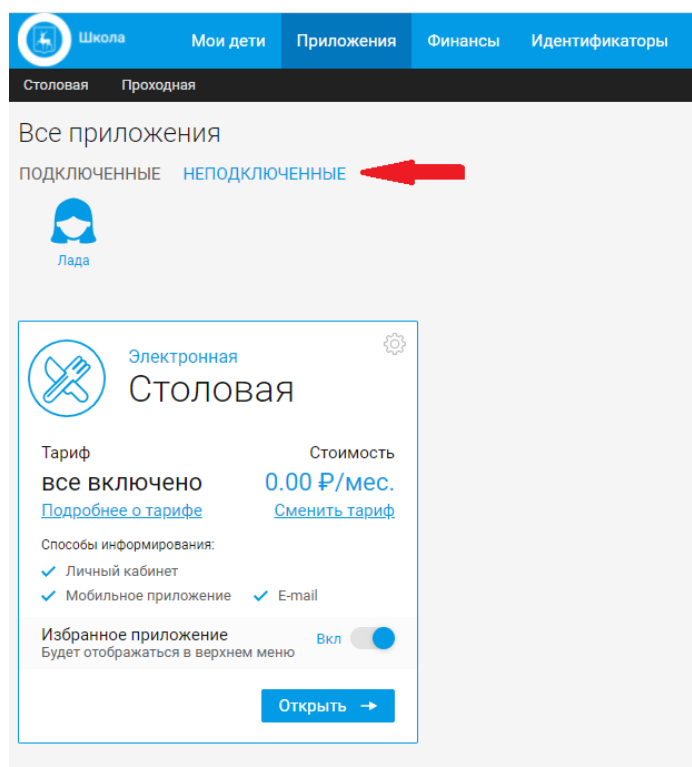 Школа Мои дети Приложения Финансы Идентификаторы
Столовая Проходная
Все приложения
ПОДКЛЮЧЕННЫЕ НЕПОДКЛЮЧЕННЫЕ
Лада
Электронная
Столовая
Тариф Стоимость
все включено 0.00 ₽/мес.
Подробнее о тарифе Сменить тариф
Способы информирования:
Личный кабинет
Мобильное приложение E-mail
Избранное приложение Вкл
Будет отображаться в верхнем меню
Открыть →